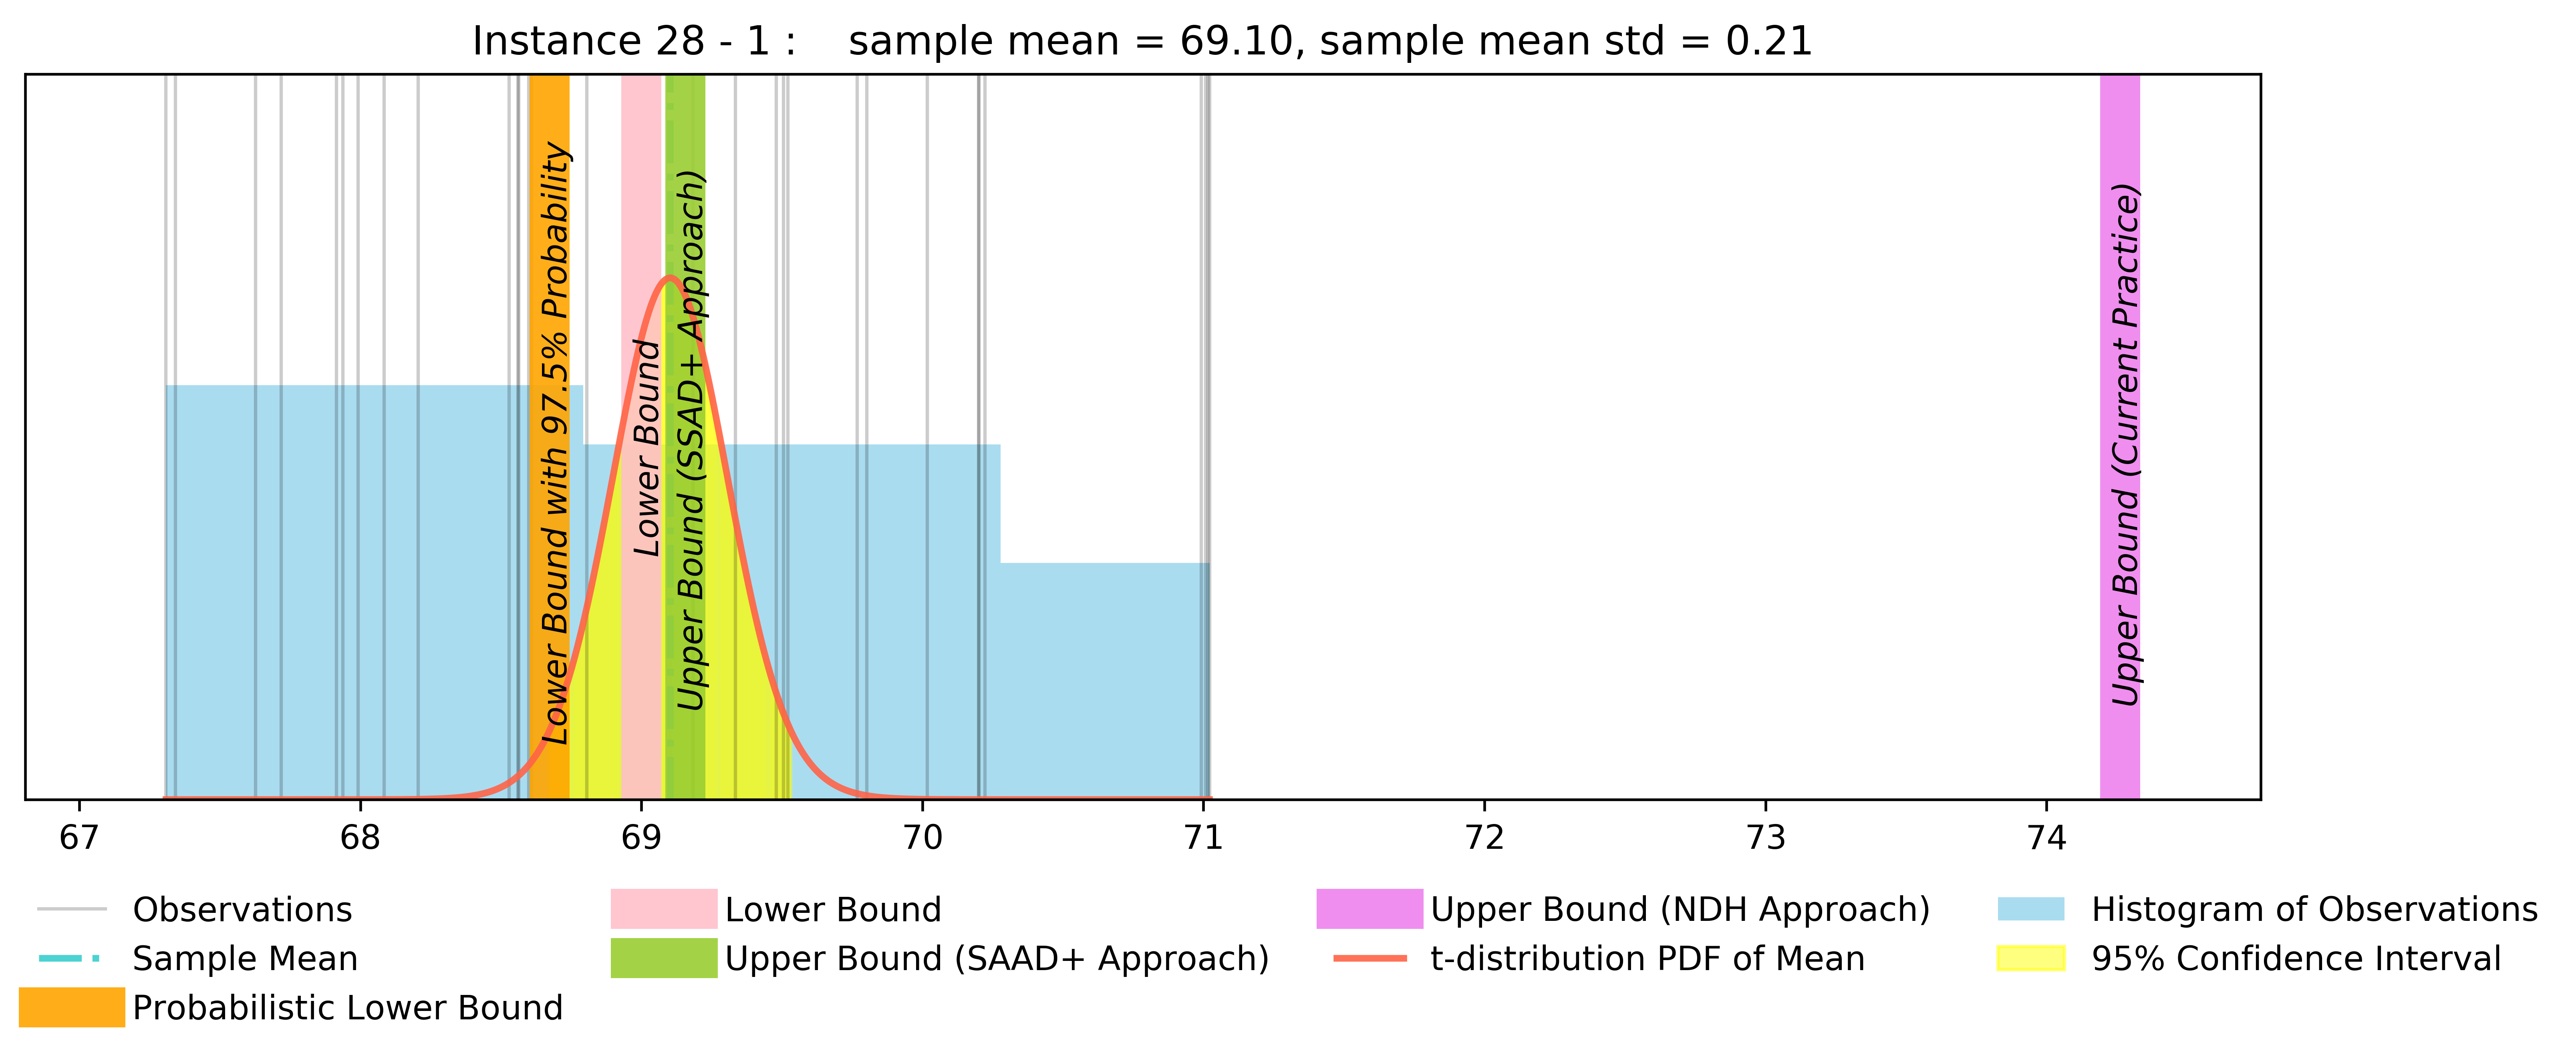 Instance 28 - 1 :    sample mean = 69.10, sample mean std = 0.21
Lower Bound with 97.5% Probability
Lower Bound
Upper Bound (SSAD+ Approach)
Upper Bound (Current Practice)
67 68 69 70 71 72 73 74
Observations
Sample Mean
Probabilistic Lower Bound
Lower Bound
Upper Bound (SAAD+ Approach)
Upper Bound (NDH Approach)
t-distribution PDF of Mean
Histogram of Observations
95% Confidence Interval